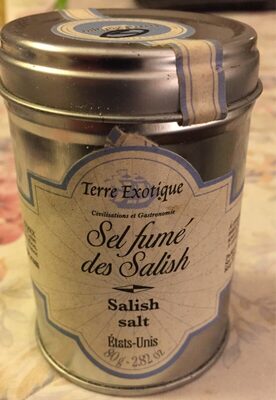 Terre Exotique
Civilisations et Gastronomie
Sel fumé
des Salish
Salish
salt
États-Unis
80g - 2.82 oz